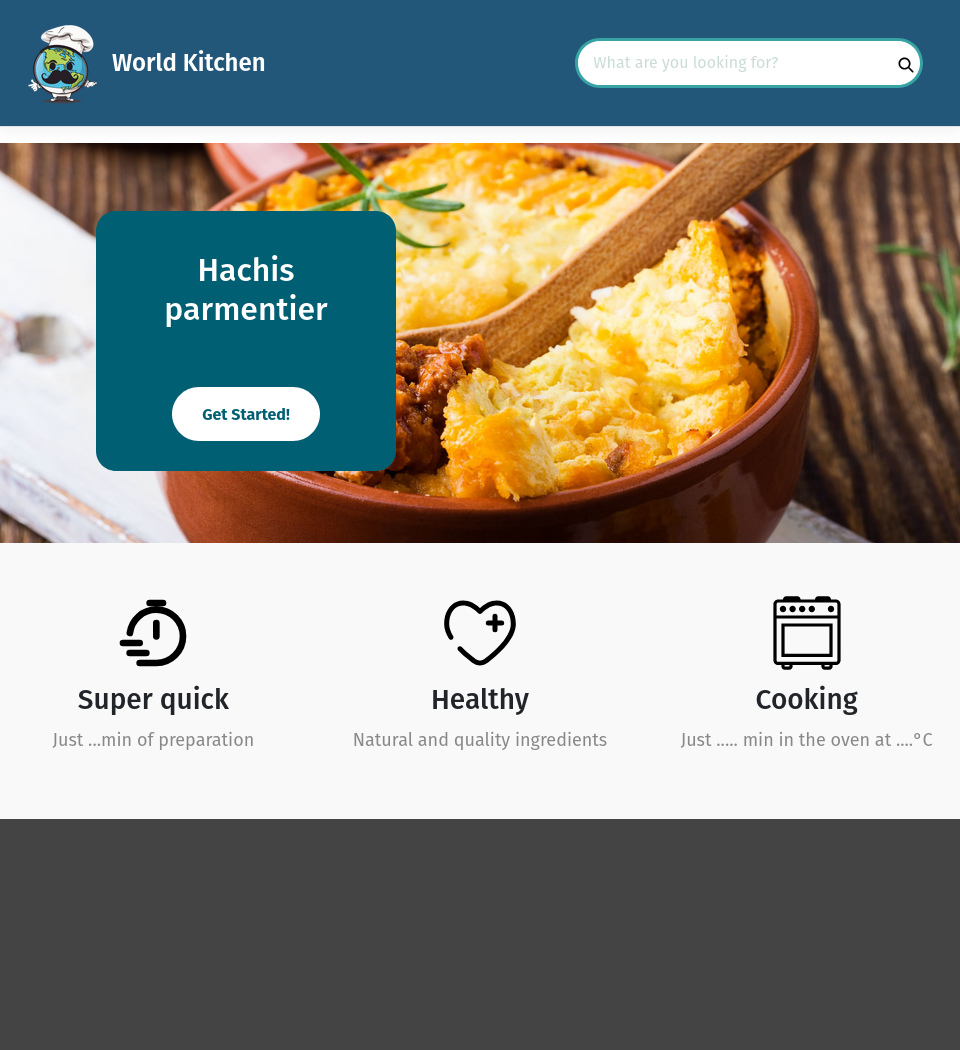 World Kitchen
What are you looking for?
Hachis
parmentier
Get Started!
Super quick
Just ...min of preparation
Healthy
Natural and quality ingredients
Cooking
Just ..... min in the oven at ....°C